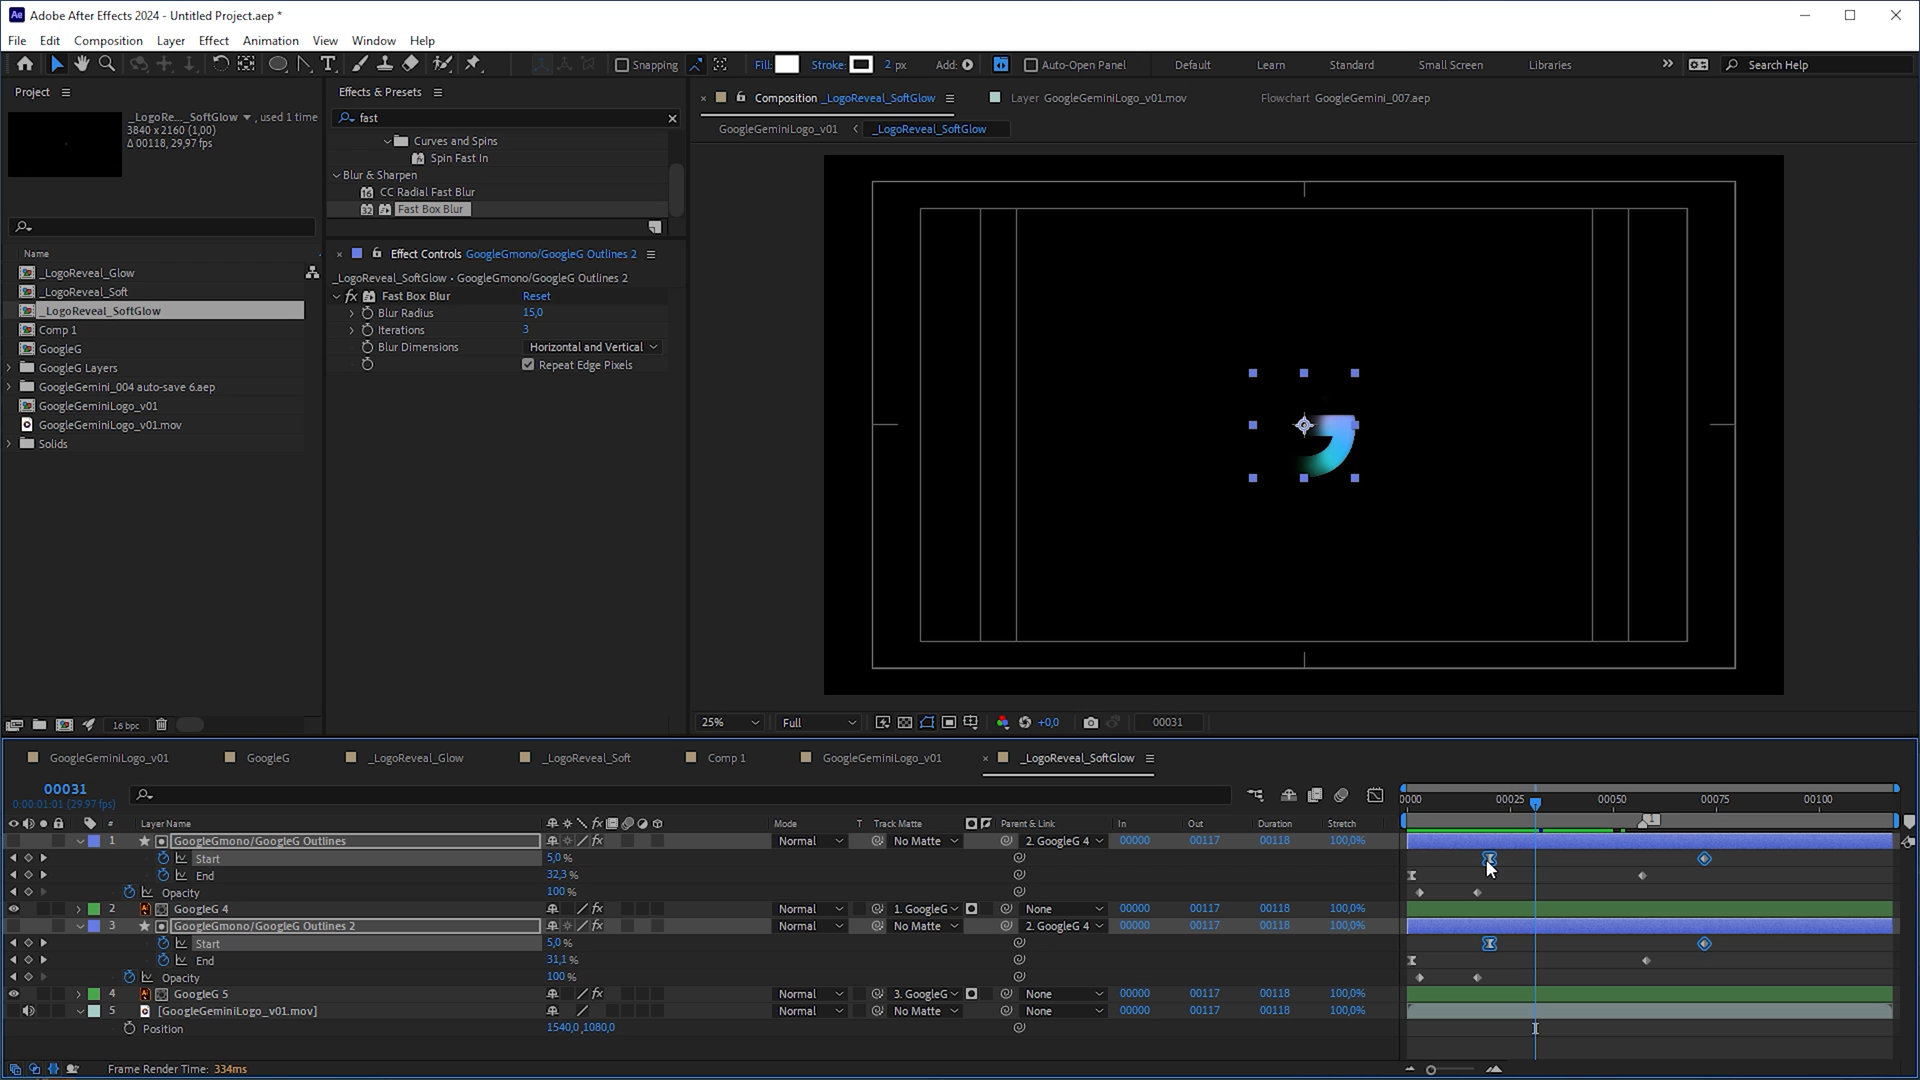 Ae Adobe After Effects 2024 - Untitled Project.aep *
File Edit Composition Layer Effect Animation View Window Help
Snapping Fill: Stroke: 2 px Add: Auto-Open Panel Default Learn Standard Small Screen Libraries Search Help
Project
_LogoRe..._SoftGlow , used 1 time
3840 x 2160 (1,00)
Δ 00118, 29,97 fps
Name
_LogoReveal_Glow
_LogoReveal_Soft
_LogoReveal_SoftGlow
Comp 1
GoogleG
GoogleG Layers
GoogleGemini_004 auto-save 6.aep
GoogleGeminiLogo_v01
GoogleGeminiLogo_v01.mov
Solids
16 bpc
Effects & Presets
fast
Curves and Spins
Spin Fast In
Blur & Sharpen
CC Radial Fast Blur
Fast Box Blur
Effect Controls GoogleGmono/GoogleG Outlines 2
_LogoReveal_SoftGlow · GoogleGmono/GoogleG Outlines 2
fx Fast Box Blur Reset
Blur Radius 15,0
Iterations 3
Blur Dimensions Horizontal and Vertical
Repeat Edge Pixels
Composition _LogoReveal_SoftGlow Layer GoogleGeminiLogo_v01.mov Flowchart GoogleGemini_007.aep
GoogleGeminiLogo_v01 _LogoReveal_SoftGlow
25% Full +0,0 00031
GoogleGeminiLogo_v01 GoogleG _LogoReveal_Glow _LogoReveal_Soft Comp 1 GoogleGeminiLogo_v01 _LogoReveal_SoftGlow
00031
0:00:01:01 (29.97 fps)
0000 00025 00050 00075 00100
# Layer Name fx Mode T Track Matte Parent & Link In Out Duration Stretch
1
1 GoogleGmono/GoogleG Outlines fx Normal No Matte 2. GoogleG 4 00000 00117 00118 100,0%
Start 5,0 %
End 32,3 %
Opacity 100 %
2 GoogleG 4 fx Normal 1. GoogleG None 00000 00117 00118 100,0%
3 GoogleGmono/GoogleG Outlines 2 fx Normal No Matte 2. GoogleG 4 00000 00117 00118 100,0%
Start 5,0 %
End 31,1 %
Opacity 100 %
4 GoogleG 5 fx Normal 3. GoogleG None 00000 00117 00118 100,0%
5 [GoogleGeminiLogo_v01.mov] Normal No Matte None 00000 00117 00118 100,0%
Position 1540,0 ,1080,0
Frame Render Time: 334ms